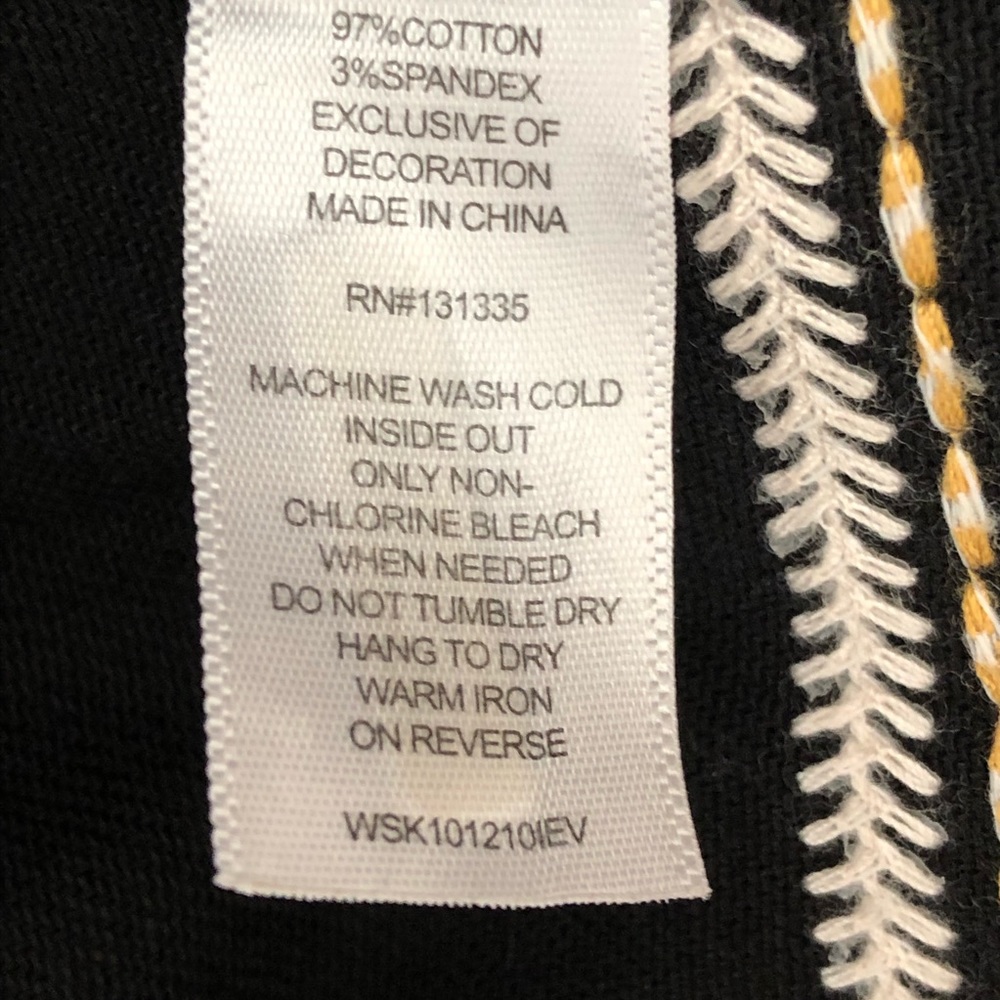 97%COTTON
3%SPANDEX
EXCLUSIVE OF
DECORATION
MADE IN CHINA
RN#131335
MACHINE WASH COLD
INSIDE OUT
ONLY NON-
CHLORINE BLEACH
WHEN NEEDED
DO NOT TUMBLE DRY
HANG TO DRY
WARM IRON
ON REVERSE
WSK101210IEV